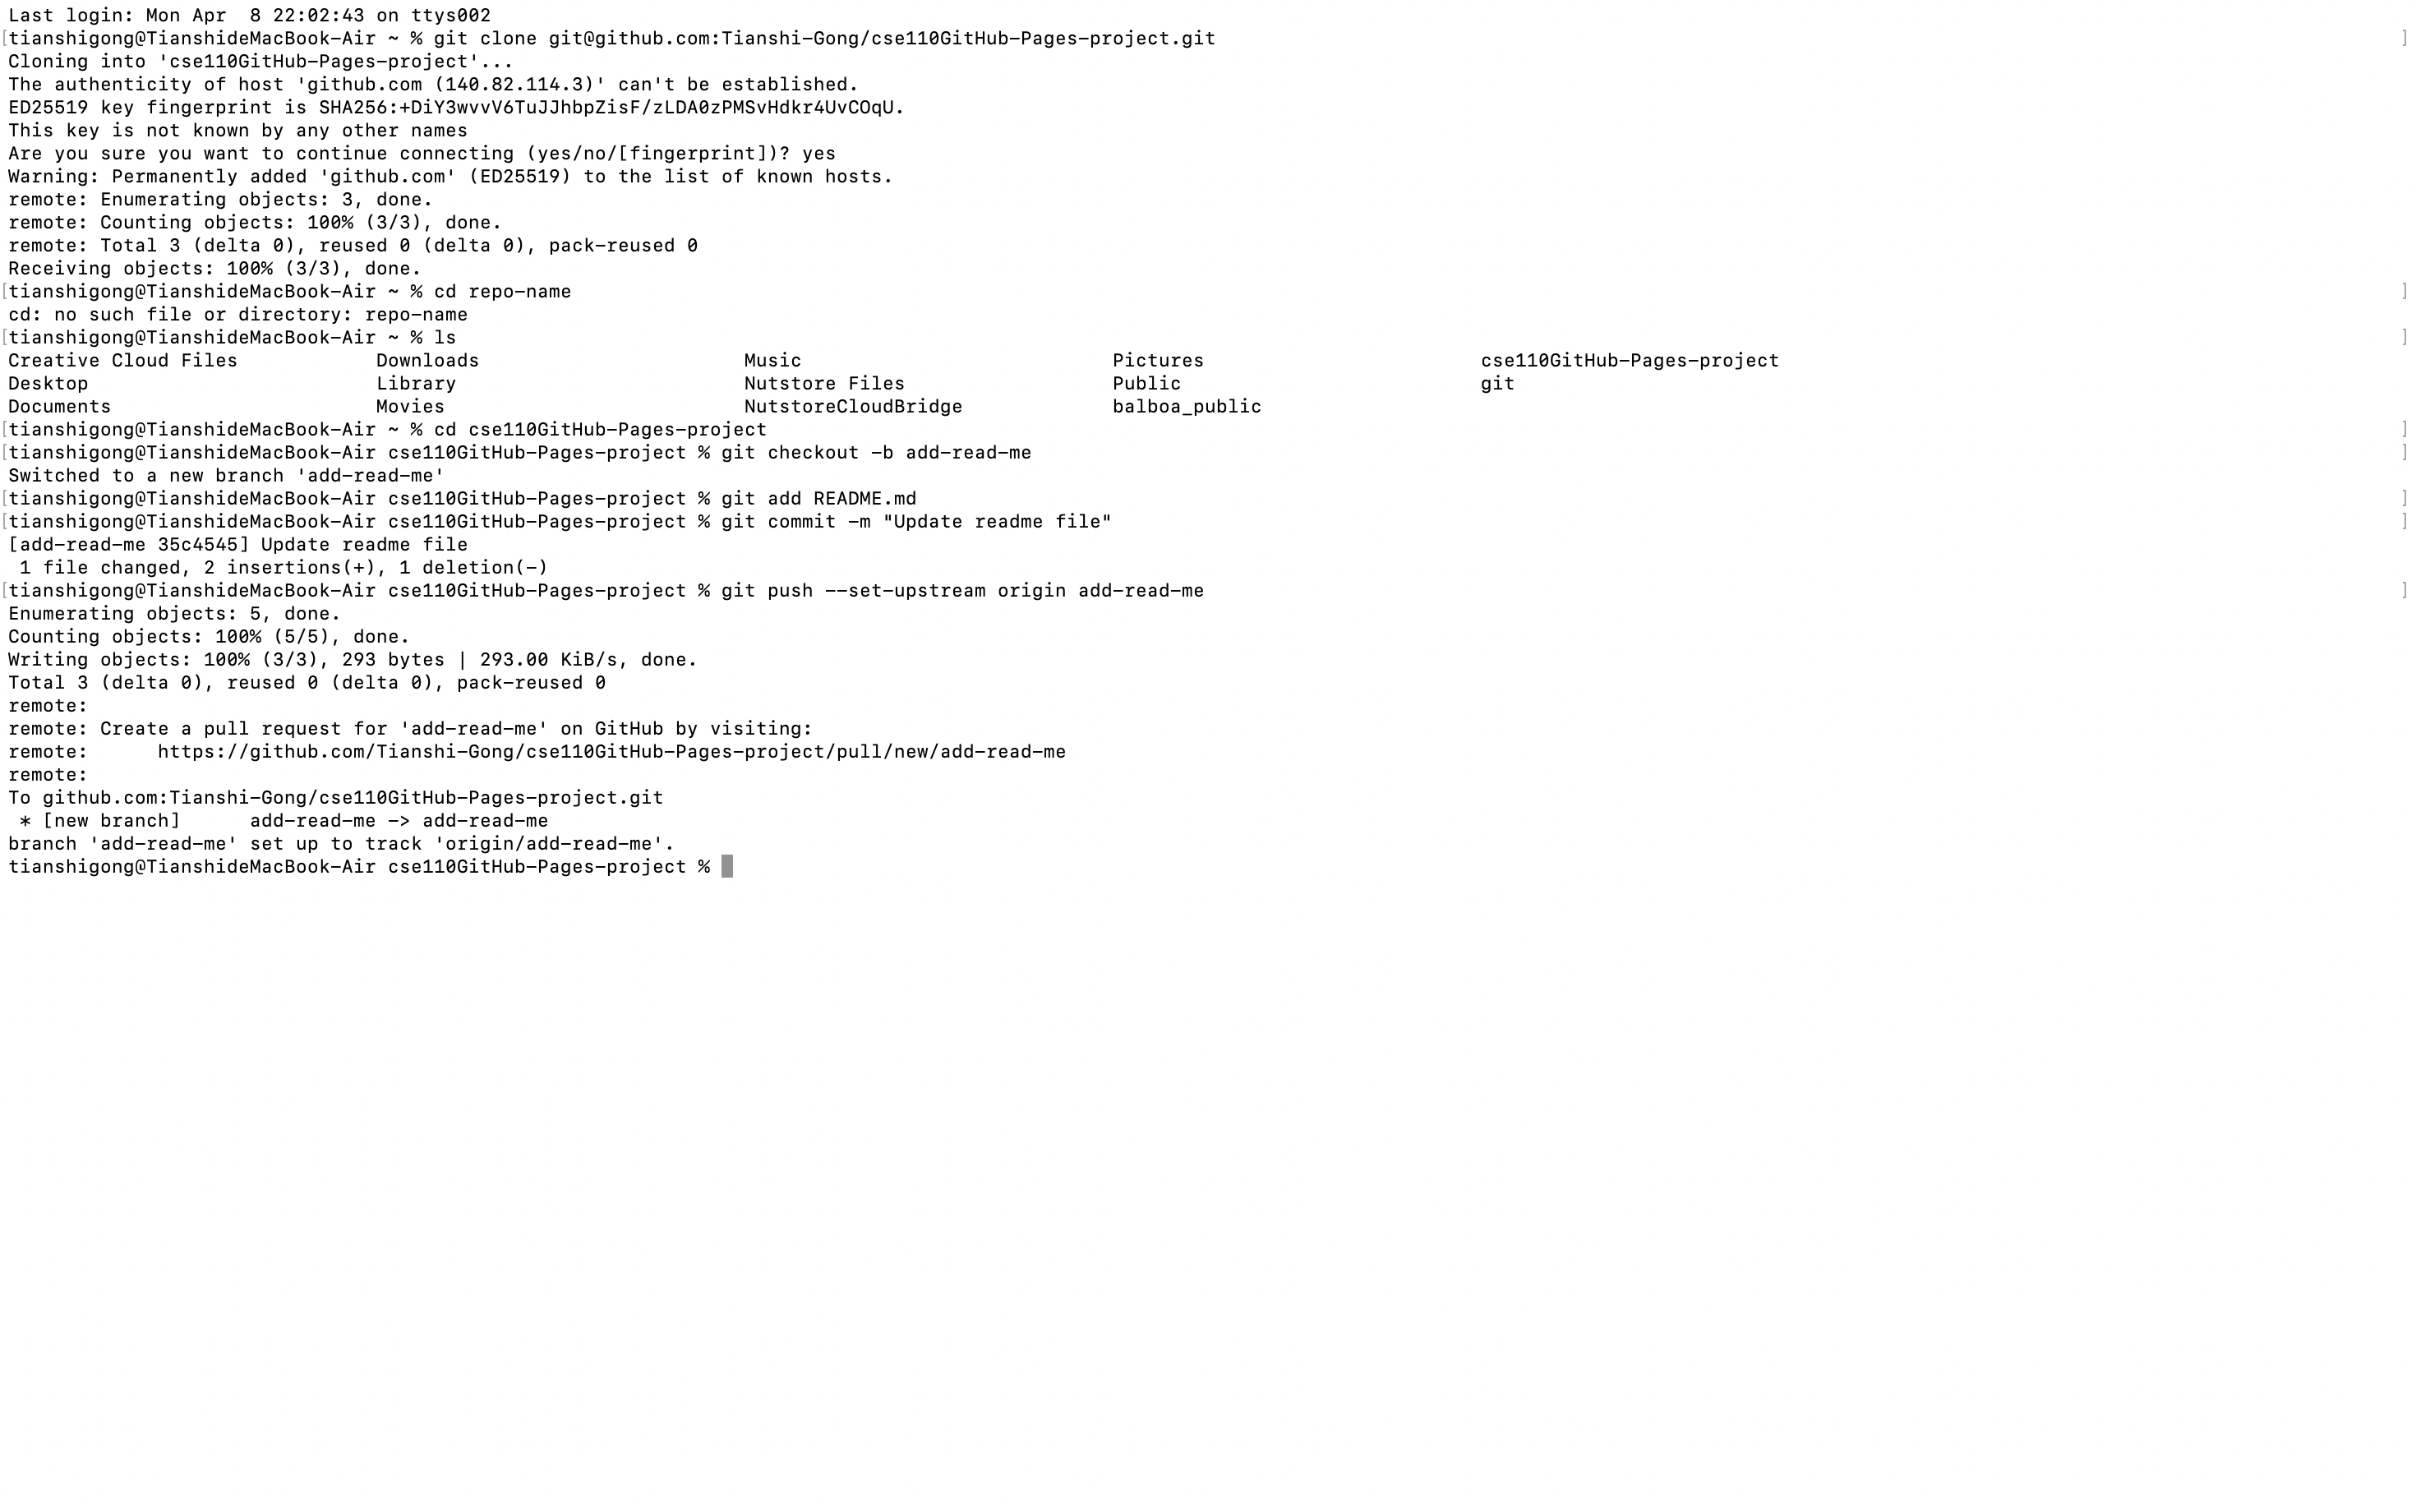 Last login: Mon Apr  8 22:02:43 on ttys002
[tianshigong@TianshideMacBook-Air ~ % git clone git@github.com:Tianshi-Gong/cse110GitHub-Pages-project.git ]
Cloning into 'cse110GitHub-Pages-project'...
The authenticity of host 'github.com (140.82.114.3)' can't be established.
ED25519 key fingerprint is SHA256:+DiY3wvvV6TuJJhbpZisF/zLDA0zPMSvHdkr4UvCOqU.
This key is not known by any other names
Are you sure you want to continue connecting (yes/no/[fingerprint])? yes
Warning: Permanently added 'github.com' (ED25519) to the list of known hosts.
remote: Enumerating objects: 3, done.
remote: Counting objects: 100% (3/3), done.
remote: Total 3 (delta 0), reused 0 (delta 0), pack-reused 0
Receiving objects: 100% (3/3), done.
[tianshigong@TianshideMacBook-Air ~ % cd repo-name ]
cd: no such file or directory: repo-name
[tianshigong@TianshideMacBook-Air ~ % ls ]
Creative Cloud Files            Downloads                       Music                           Pictures                        cse110GitHub-Pages-project
Desktop                         Library                         Nutstore Files                  Public                          git
Documents                       Movies                          NutstoreCloudBridge             balboa_public
[tianshigong@TianshideMacBook-Air ~ % cd cse110GitHub-Pages-project ]
[tianshigong@TianshideMacBook-Air cse110GitHub-Pages-project % git checkout -b add-read-me ]
Switched to a new branch 'add-read-me'
[tianshigong@TianshideMacBook-Air cse110GitHub-Pages-project % git add README.md ]
[tianshigong@TianshideMacBook-Air cse110GitHub-Pages-project % git commit -m "Update readme file" ]
[add-read-me 35c4545] Update readme file
 1 file changed, 2 insertions(+), 1 deletion(-)
[tianshigong@TianshideMacBook-Air cse110GitHub-Pages-project % git push --set-upstream origin add-read-me ]
Enumerating objects: 5, done.
Counting objects: 100% (5/5), done.
Writing objects: 100% (3/3), 293 bytes | 293.00 KiB/s, done.
Total 3 (delta 0), reused 0 (delta 0), pack-reused 0
remote:
remote: Create a pull request for 'add-read-me' on GitHub by visiting:
remote:      https://github.com/Tianshi-Gong/cse110GitHub-Pages-project/pull/new/add-read-me
remote:
To github.com:Tianshi-Gong/cse110GitHub-Pages-project.git
 * [new branch]      add-read-me -> add-read-me
branch 'add-read-me' set up to track 'origin/add-read-me'.
tianshigong@TianshideMacBook-Air cse110GitHub-Pages-project %